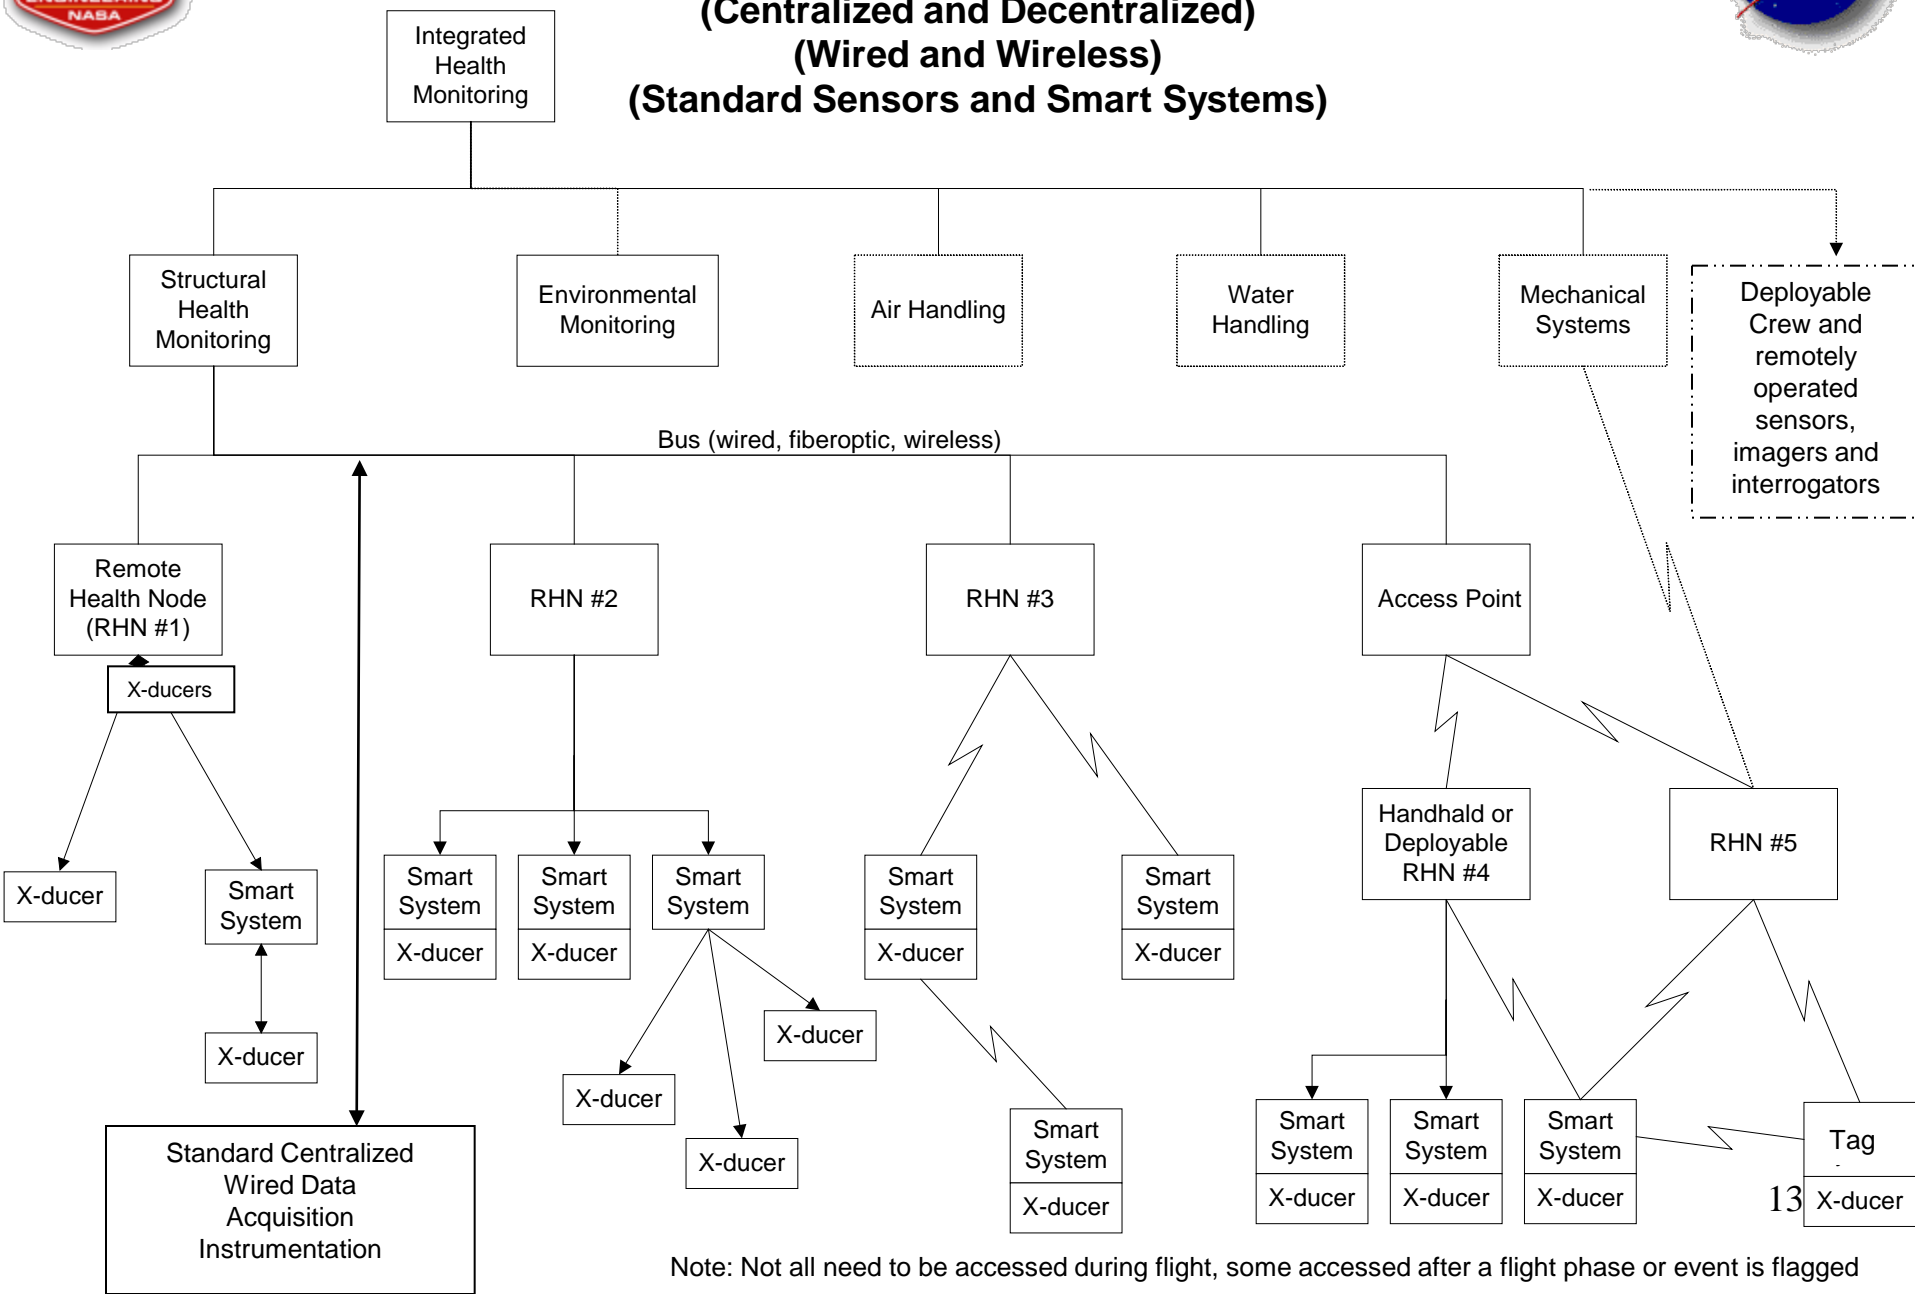 ENGINEERING
NASA
(Centralized and Decentralized)
(Wired and Wireless)
(Standard Sensors and Smart Systems)
Integrated
Health
Monitoring
Structural
Health
Monitoring
Environmental
Monitoring
Air Handling
Water
Handling
Mechanical
Systems
Deployable
Crew and
remotely
operated
sensors,
imagers and
interrogators
Bus (wired, fiberoptic, wireless)
Remote
Health Node
(RHN #1)
RHN #2
RHN #3
Access Point
X-ducers
Handhald or
Deployable
RHN #4
RHN #5
X-ducer
Smart
System
X-ducer
Smart
System
X-ducer
Smart
System
X-ducer
Smart
System
X-ducer
X-ducer
X-ducer
Smart
System
X-ducer
Smart
System
X-ducer
Smart
System
X-ducer
Smart
System
X-ducer
Smart
System
X-ducer
Smart
System
X-ducer
Tag
X-ducer
Standard Centralized
Wired Data
Acquisition
Instrumentation
13
Note: Not all need to be accessed during flight, some accessed after a flight phase or event is flagged